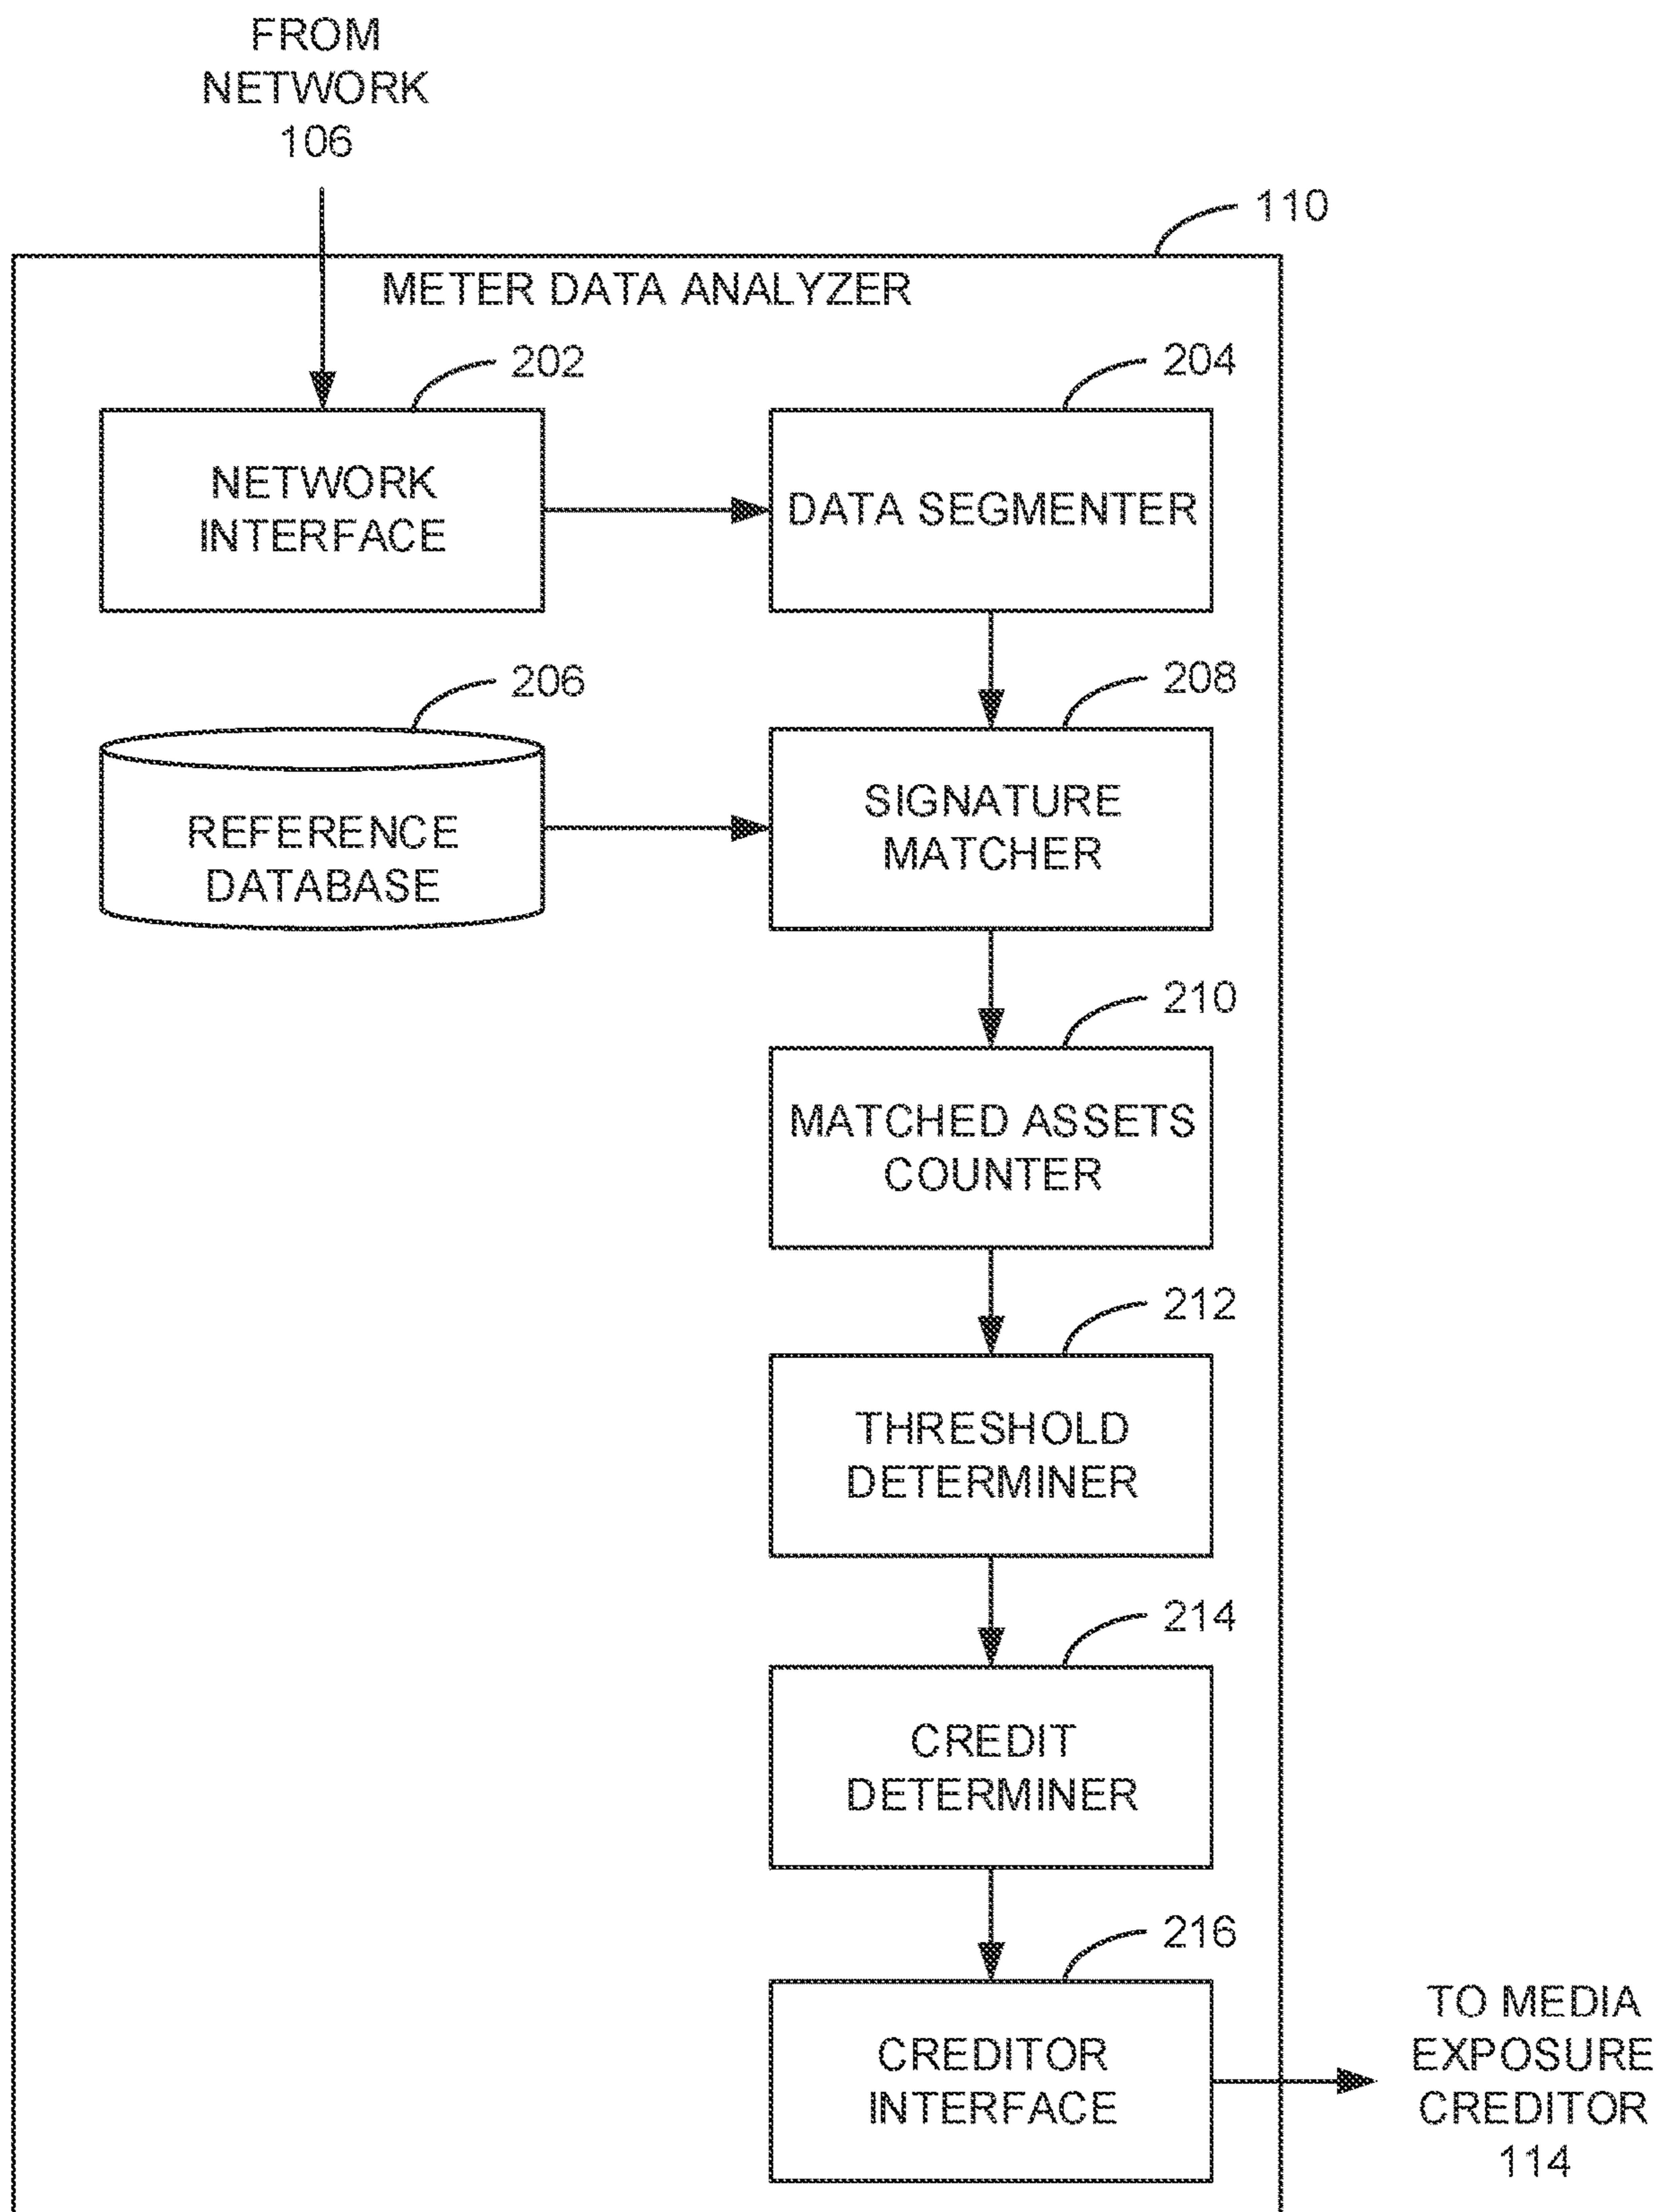 FROM
NETWORK
106
110
METER DATA ANALYZER
202
204
NETWORK
INTERFACE
DATA SEGMENTER
206
208
REFERENCE
DATABASE
SIGNATURE
MATCHER
210
MATCHED ASSETS
COUNTER
212
THRESHOLD
DETERMINER
214
CREDIT
DETERMINER
216
CREDITOR
INTERFACE
TO MEDIA
EXPOSURE
CREDITOR
114